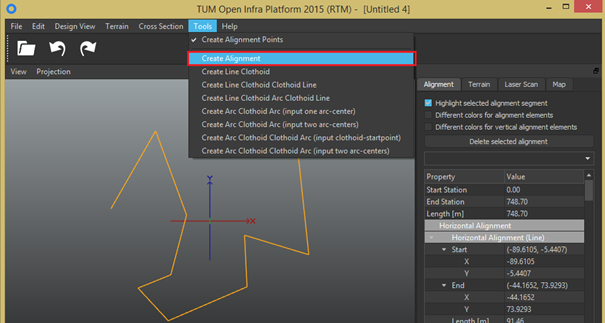 TUM Open Infra Platform 2015 (RTM) - [Untitled 4]
File Edit Design View Terrain Cross Section Tools Help
Create Alignment Points
Create Alignment
Create Line Clothoid
Create Line Clothoid Clothoid Line
Create Line Clothoid Arc Clothoid Line
Create Arc Clothoid Arc (input one arc-center)
Create Arc Clothoid Arc (input two arc-centers)
Create Arc Clothoid Clothoid Arc (input clothoid-startpoint)
Create Arc Clothoid Clothoid Arc (input two arc-centers)
View Projection
Y
X
Alignment Terrain Laser Scan Map
Highlight selected alignment segment
Different colors for alignment elements
Different colors for vertical alignment elements
Delete selected alignment
Property Value
Start Station 0.00
End Station 748.70
Length [m] 748.70
Horizontal Alignment
Horizontal Alignment (Line)
Start (-89.6105, -5.4407)
X -89.6105
Y -5.4407
End (-44.1652, 73.9293)
X -44.1652
Y 73.9293
Length [m] 91.46